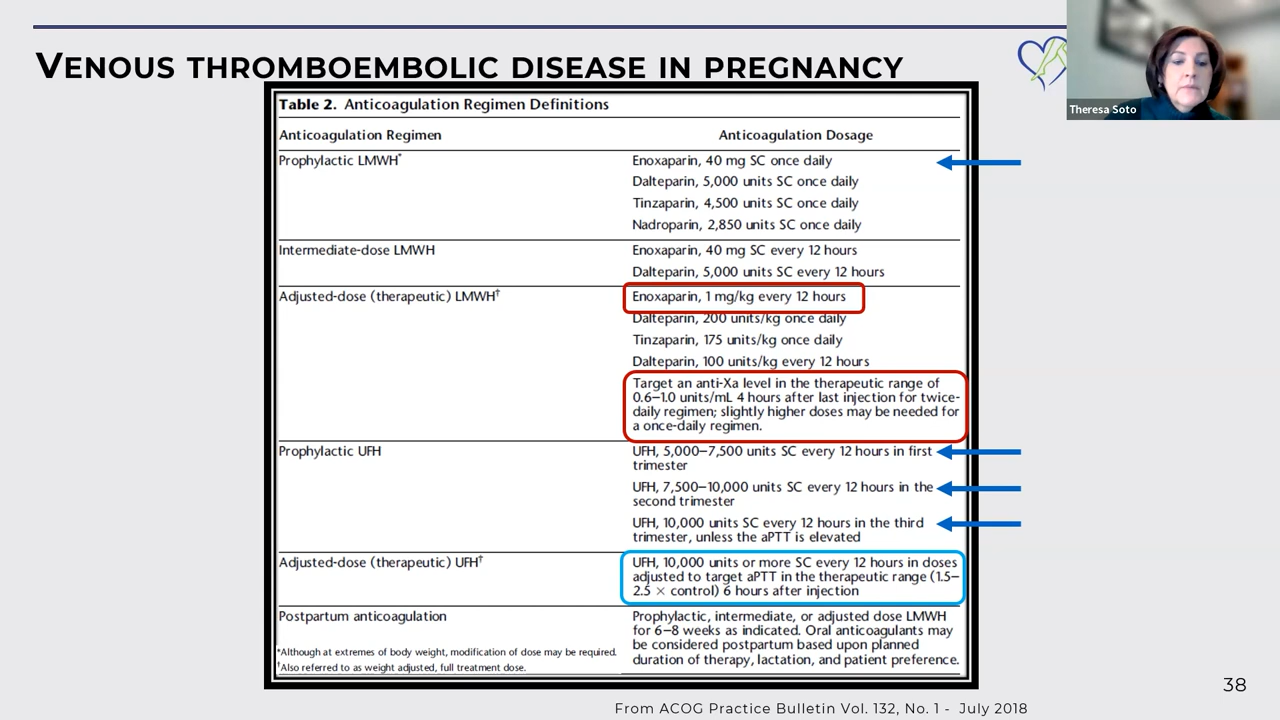 VENOUS THROMBOEMBOLIC DISEASE IN PREGNANCY
Theresa Soto
Table 2. Anticoagulation Regimen Definitions
Anticoagulation Regimen Anticoagulation Dosage
Prophylactic LMWH* Enoxaparin, 40 mg SC once daily
Dalteparin, 5,000 units SC once daily
Tinzaparin, 4,500 units SC once daily
Nadroparin, 2,850 units SC once daily
Intermediate-dose LMWH Enoxaparin, 40 mg SC every 12 hours
Dalteparin, 5,000 units SC every 12 hours
Adjusted-dose (therapeutic) LMWH† Enoxaparin, 1 mg/kg every 12 hours
Dalteparin, 200 units/kg once daily
Tinzaparin, 175 units/kg once daily
Dalteparin, 100 units/kg every 12 hours
Target an anti-Xa level in the therapeutic range of
0.6–1.0 units/mL 4 hours after last injection for twice-
daily regimen; slightly higher doses may be needed for
a once-daily regimen.
Prophylactic UFH UFH, 5,000–7,500 units SC every 12 hours in first
trimester
UFH, 7,500–10,000 units SC every 12 hours in the
second trimester
UFH, 10,000 units SC every 12 hours in the third
trimester, unless the aPTT is elevated
Adjusted-dose (therapeutic) UFH† UFH, 10,000 units or more SC every 12 hours in doses
adjusted to target aPTT in the therapeutic range (1.5–
2.5 × control) 6 hours after injection
Postpartum anticoagulation Prophylactic, intermediate, or adjusted dose LMWH
for 6–8 weeks as indicated. Oral anticoagulants may
be considered postpartum based upon planned
duration of therapy, lactation, and patient preference.
*Although at extremes of body weight, modification of dose may be required.
†Also referred to as weight adjusted, full treatment dose.
38
From ACOG Practice Bulletin Vol. 132, No. 1 - July 2018